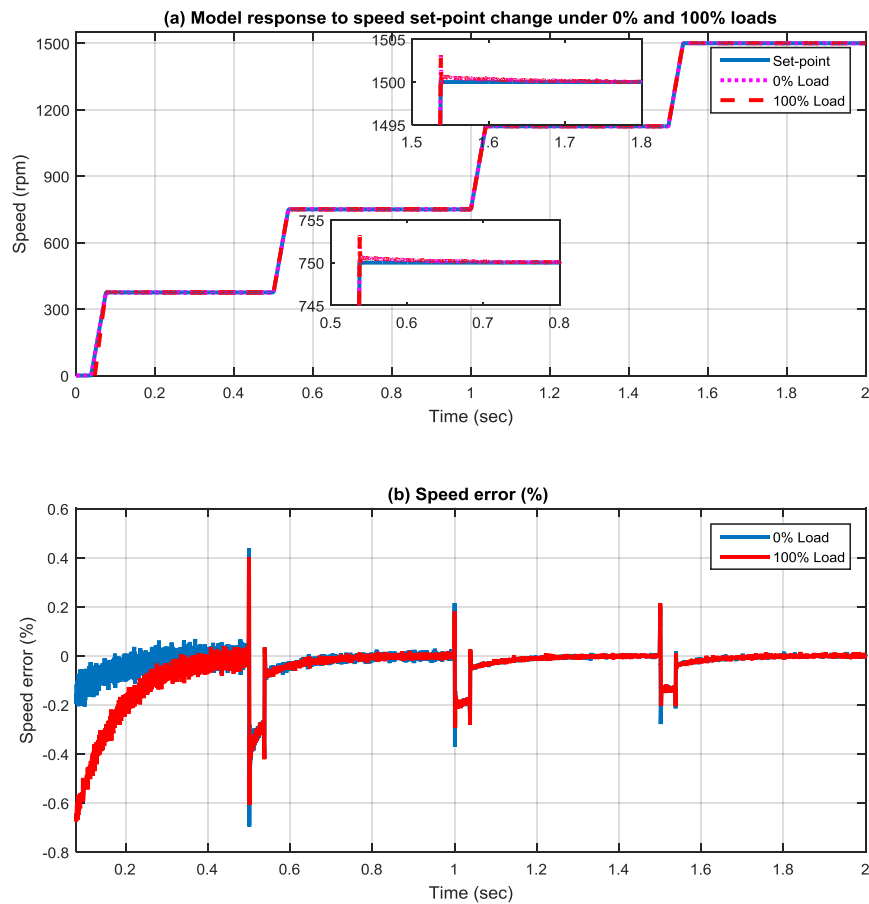 (a) Model response to speed set-point change under 0% and 100% loads
1505
1500
1495
1.5 1.6 1.7 1.8
Set-point
0% Load
100% Load
755
750
745
0.5 0.6 0.7 0.8
1500
1200
900
600
300
0
Speed (rpm)
0 0.2 0.4 0.6 0.8 1 1.2 1.4 1.6 1.8 2
Time (sec)
(b) Speed error (%)
0% Load
100% Load
0.6
0.4
0.2
0
-0.2
-0.4
-0.6
-0.8
Speed error (%)
0.2 0.4 0.6 0.8 1 1.2 1.4 1.6 1.8 2
Time (sec)